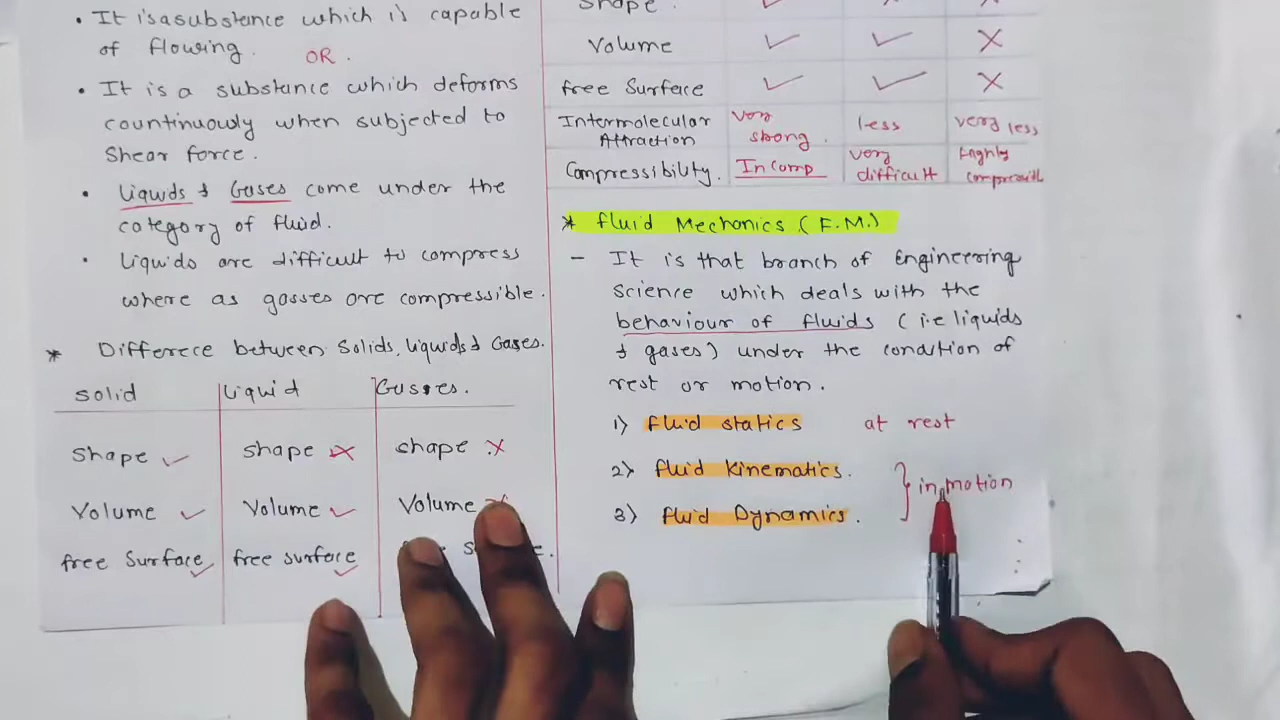 • It is a substance which is capable
of flowing. OR.
• It is a substance which deforms
countinuously when subjected to
Shear force.
• Liquids & Gases come under the
category of fluid.
• Liquids are difficult to compress
where as gasses are compressible.
* Differece between Solids, liquids & Gases.
Solid Liquid Gasses.
Shape ✓ shape × shape ×
Volume ✓ Volume ✓ Volume ×
free Surface ✓ free surface ✓
Shape. ✓ × ×
Volume ✓ ✓ ×
free Surface ✓ ✓ ×
Intermolecular Attraction very strong. less very less
Compressibility. Incomp very difficult Highly
* Fluid Mechanics (F.M.)
– It is that branch of Engineering
science which deals with the
behaviour of fluids (i.e liquids
& gases) under the condition of
rest or motion.
1) fluid statics at rest
2) fluid Kinematics.
} in motion
3) fluid Dynamics.